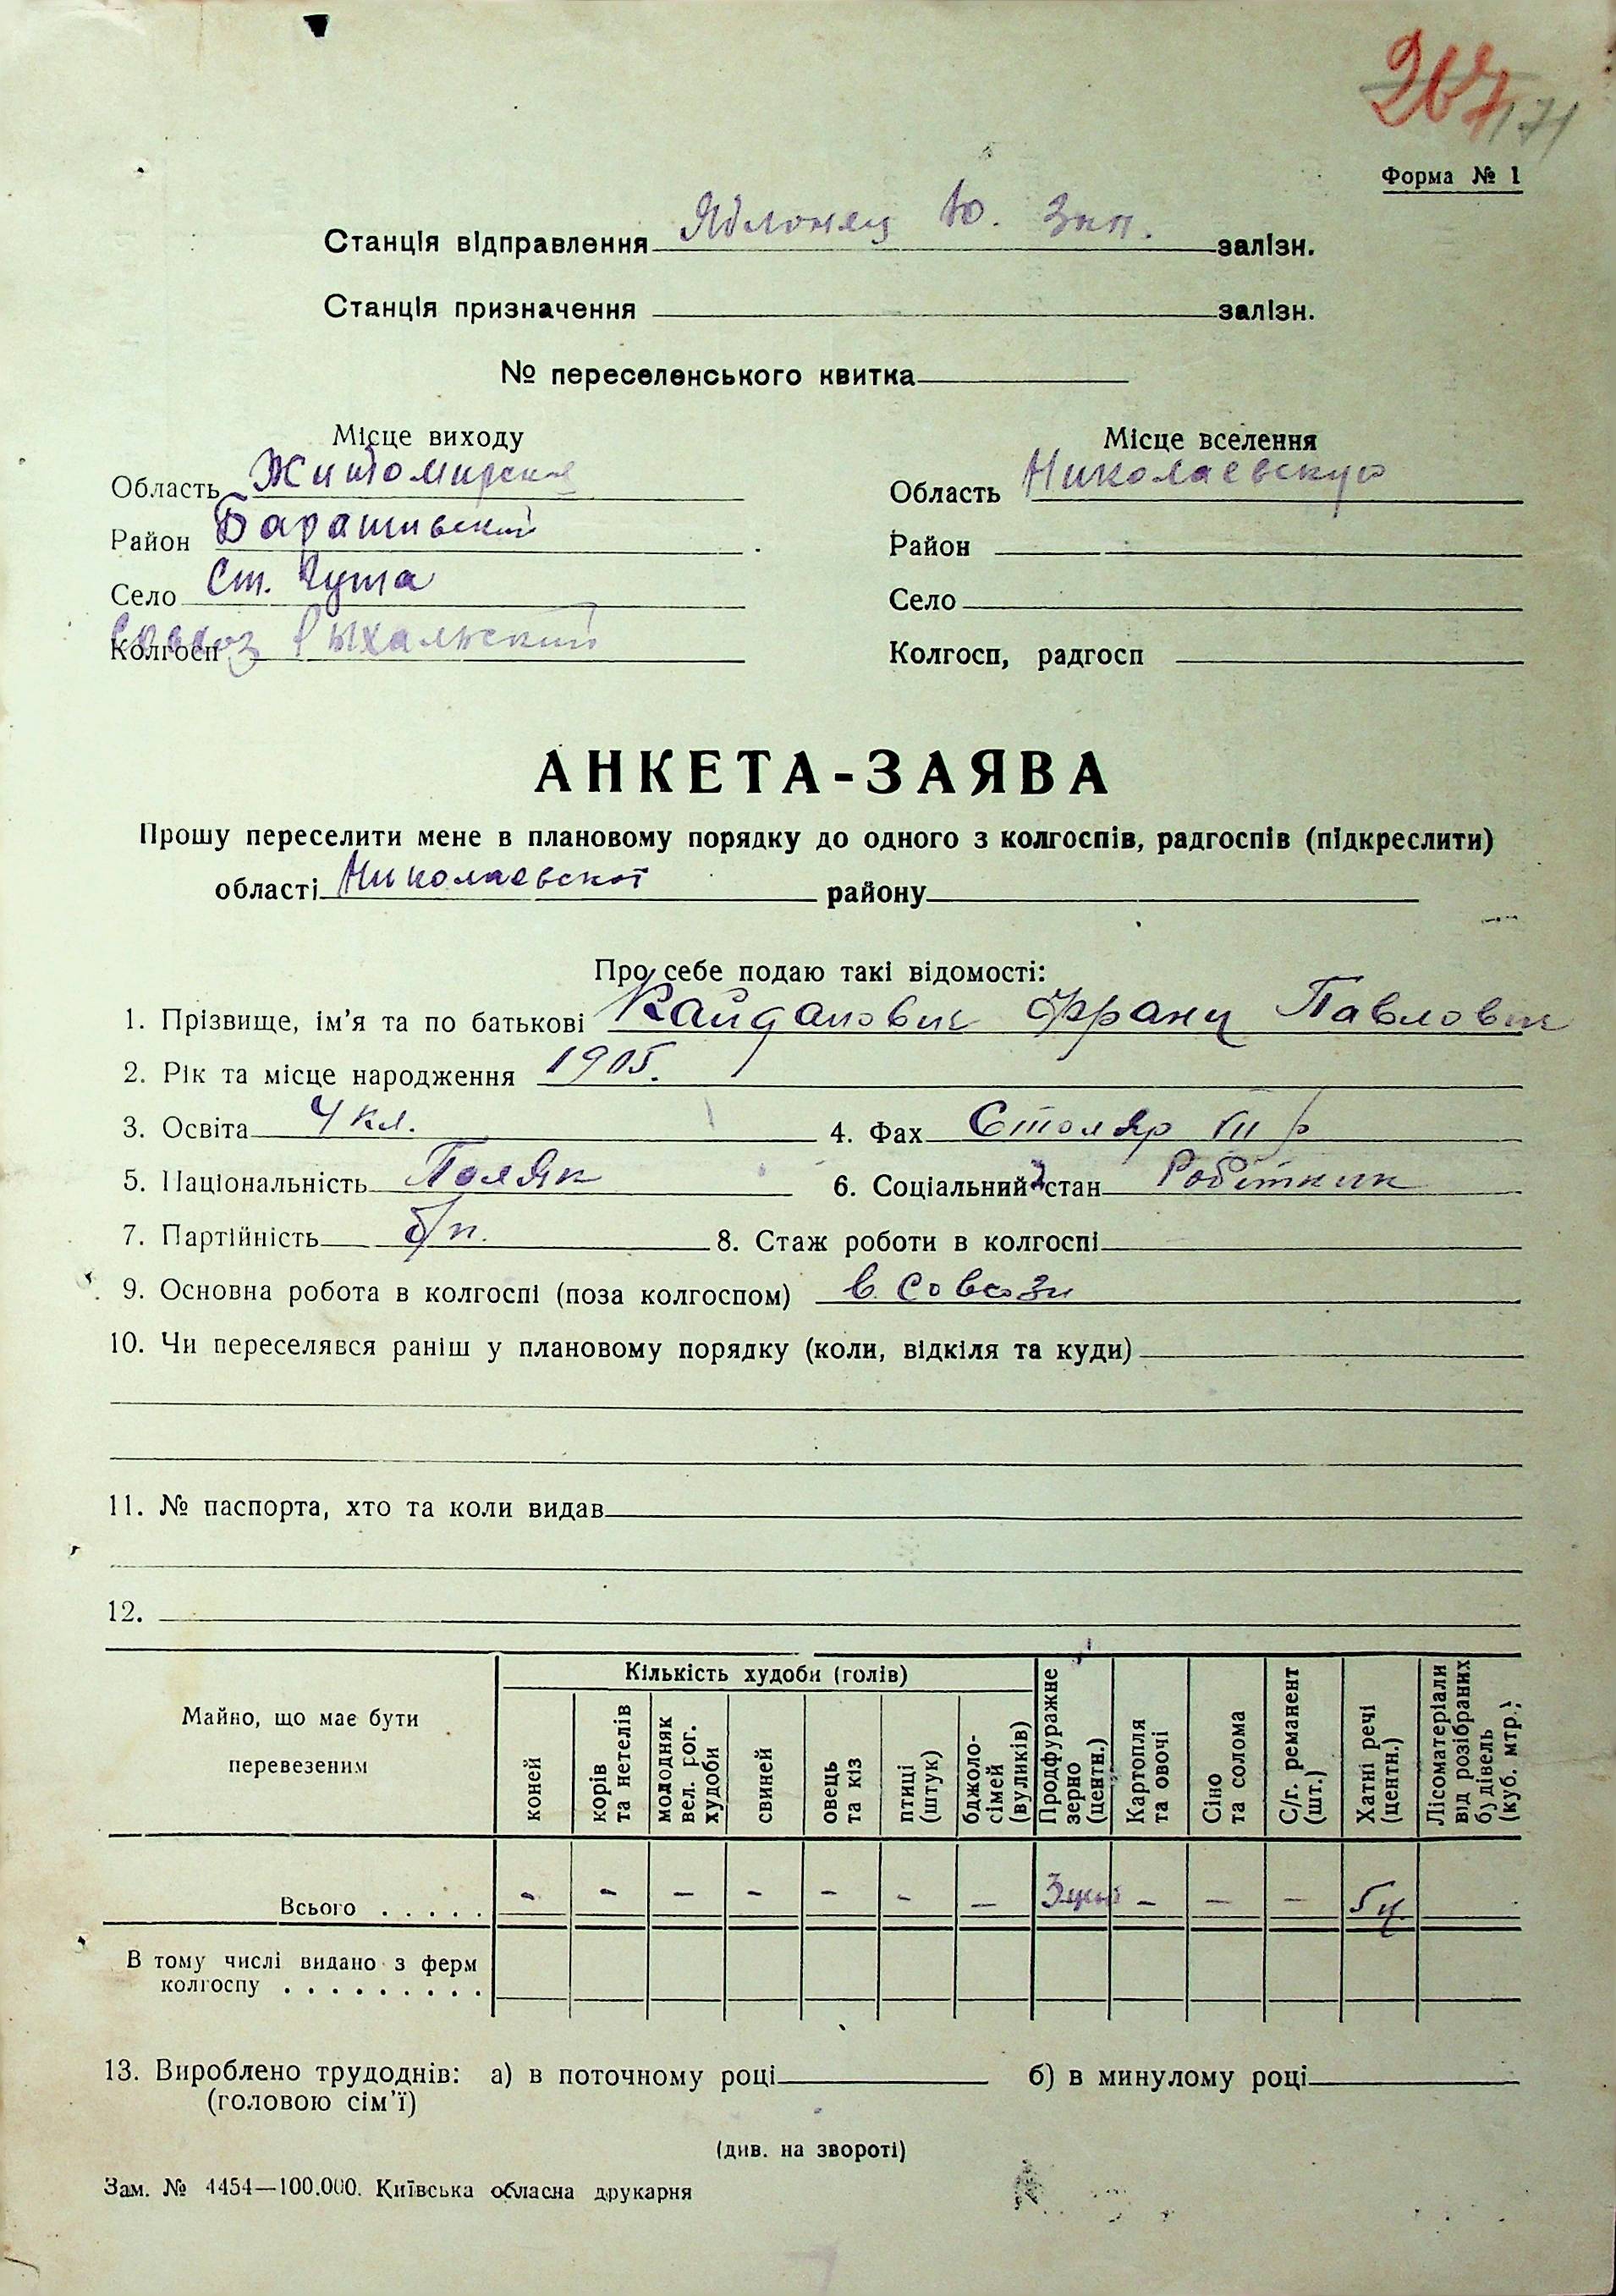 267 171
Форма № 1
Станція відправлення Яблонец Ю. Зап. залізн.
Станція призначення залізн.
№ переселенського квитка
Місце виходу
Область Житомирская
Район Барашивский
Село Ст. Гута
Колгосп Совхоз Рыхальский
Місце вселення
Область Николаевскую
Район
Село
Колгосп, радгосп
АНКЕТА-ЗАЯВА
Прошу переселити мене в плановому порядку до одного з колгоспів, радгоспів (підкреслити)
області Николаевскої району
Про себе подаю такі відомості:
1. Прізвище, ім'я та по батькові Кайданович Франц Павлович
2. Рік та місце народження 1905.
3. Освіта 4 кл. 4. Фах Столяр
5. Національність Поляк 6. Соціальний стан Робітник
7. Партійність б/п. 8. Стаж роботи в колгоспі
9. Основна робота в колгоспі (поза колгоспом) в совхозі
10. Чи переселявся раніш у плановому порядку (коли, відкіля та куди)
11. № паспорта, хто та коли видав
12.
Майно, що має бути перевезеним
Кількість худоби (голів)
коней
корів та нетелів
молодняк вел. рог. худоби
свиней
овець та кіз
птиці (штук)
бджоло-сімей (вуликів)
Продфуражне зерно (центн.)
Картопля та овочі
Сіно та солома
С/г. реманент (шт.)
Хатні речі (центн.)
Лісоматеріали від розібраних будівель (куб. мтр.)
Всього . . . . . - - - - - - - 3 цнт - - - 5 ц.
В тому числі видано з ферм
колгоспу . . . . . . . . .
13. Вироблено трудоднів: а) в поточному році б) в минулому році
(головою сім'ї)
(див. на звороті)
Зам. № 4454—100.000. Київська обласна друкарня